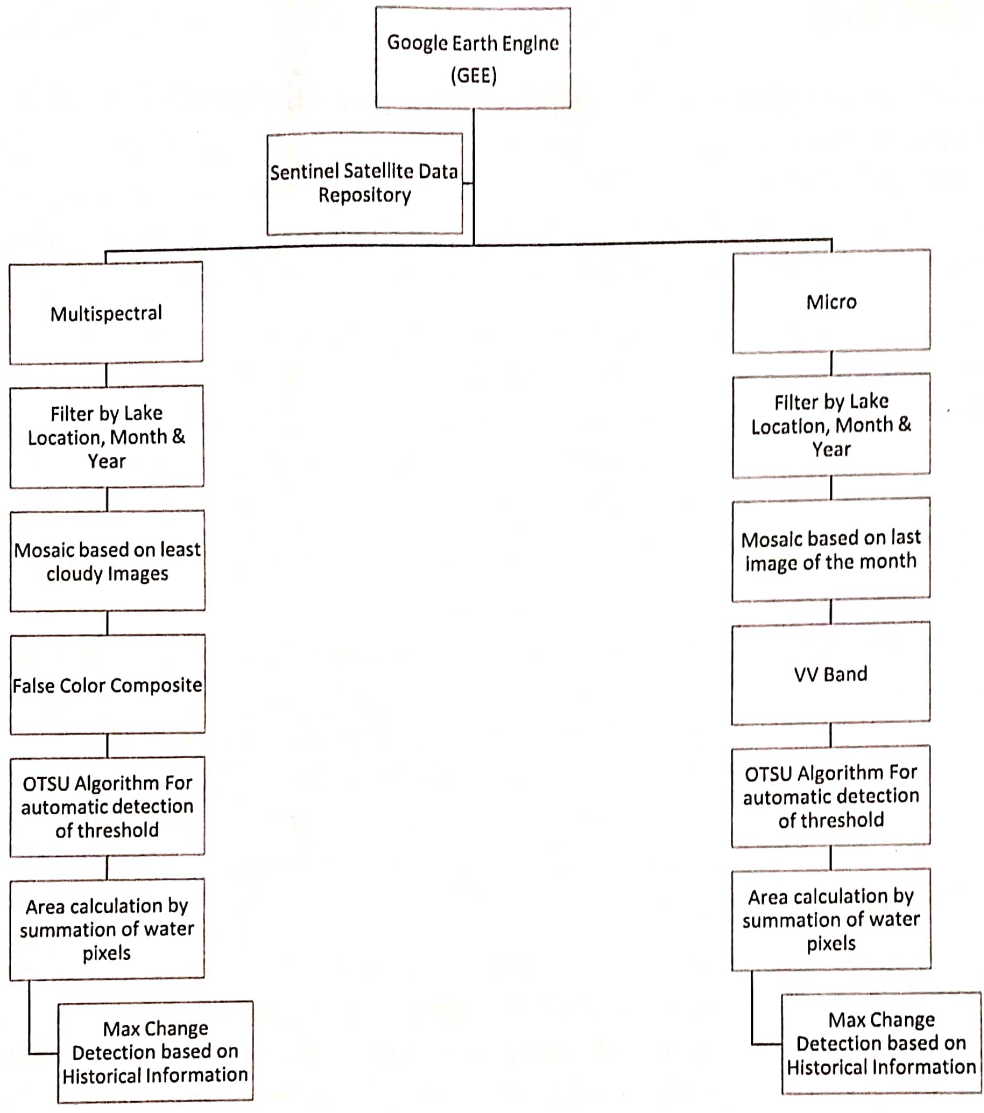 Google Earth Engine
(GEE)
Sentinel Satellite Data
Repository
Multispectral
Filter by Lake
Location, Month &
Year
Mosaic based on least
cloudy Images
False Color Composite
OTSU Algorithm For
automatic detection
of threshold
Area calculation by
summation of water
pixels
Max Change
Detection based on
Historical Information
Micro
Filter by Lake
Location, Month &
Year
Mosaic based on last
image of the month
VV Band
OTSU Algorithm For
automatic detection
of threshold
Area calculation by
summation of water
pixels
Max Change
Detection based on
Historical Information